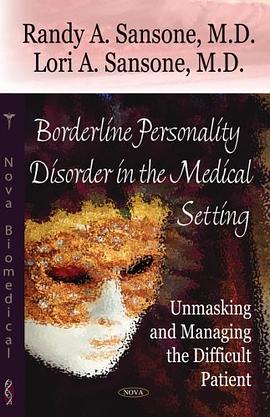 Randy A. Sansone, M.D.
Lori A. Sansone, M.D.
Borderline Personality
Disorder in the Medical
Setting
Unmasking
and Managing
the Difficult
Patient
Nova Biomedical
NOVA